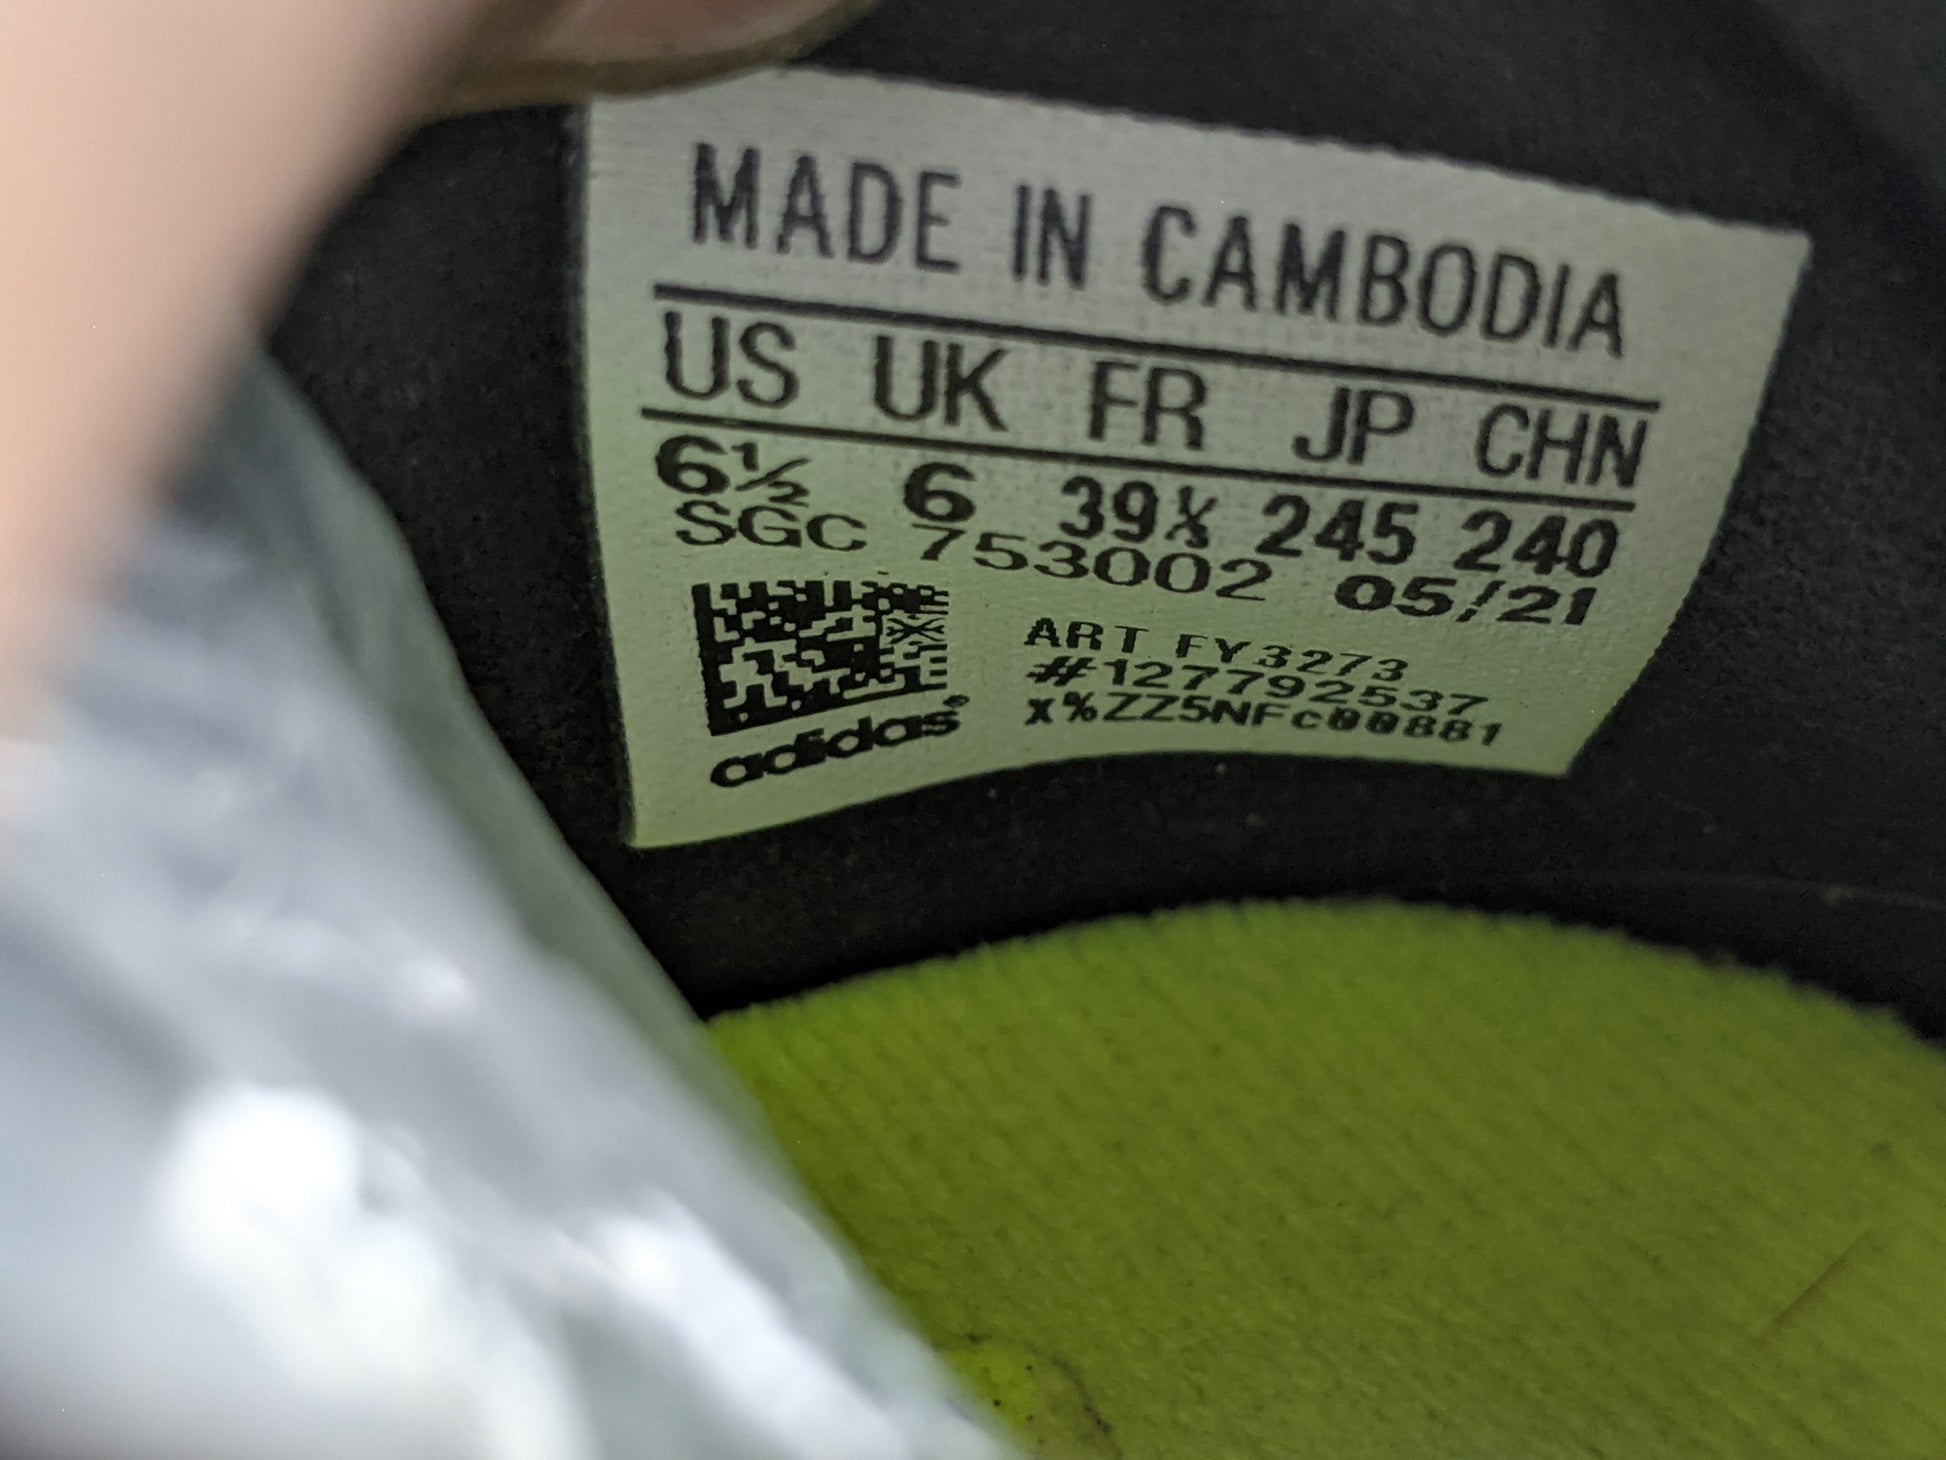 MADE IN CAMBODIA
US UK FR JP CHN
6½ 6 39⅓ 245 240
SGC 753002 05/21
ART FY3273
#127792537
x%ZZ5NFc00881
adidas®